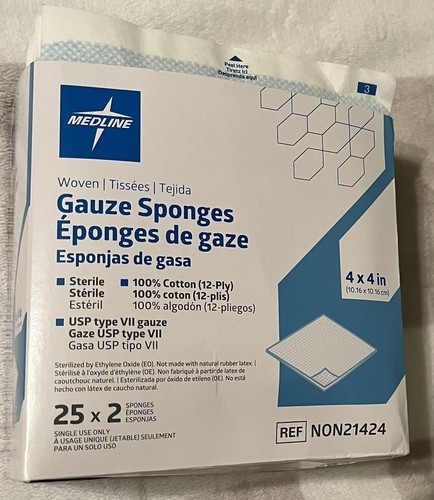 Peel Here
Tirez Ici
Desprenda aquí
3
MEDLINE
Woven | Tissées | Tejida
Gauze Sponges
Éponges de gaze
Esponjas de gasa
Sterile
Stérile
Estéril
100% Cotton (12-Ply)
100% coton (12-plis)
100% algodón (12-pliegos)
4 x 4 in
(10.16 x 10.16 cm)
USP type VII gauze
Gaze USP type VII
Gasa USP tipo VII
Sterilized by Ethylene Oxide (EO). Not made with natural rubber latex. |
Stérilisé à l'oxyde d'éthylène (OE). Non fabriqué à partir de latex de
caoutchouc naturel. | Esterilizada por óxido de etileno (OE). No está
hecho con látex de caucho natural.
25 x 2 SPONGES
ÉPONGES
ESPONJAS
SINGLE USE ONLY
À USAGE UNIQUE (JETABLE) SEULEMENT
PARA UN SOLO USO
REF NON21424